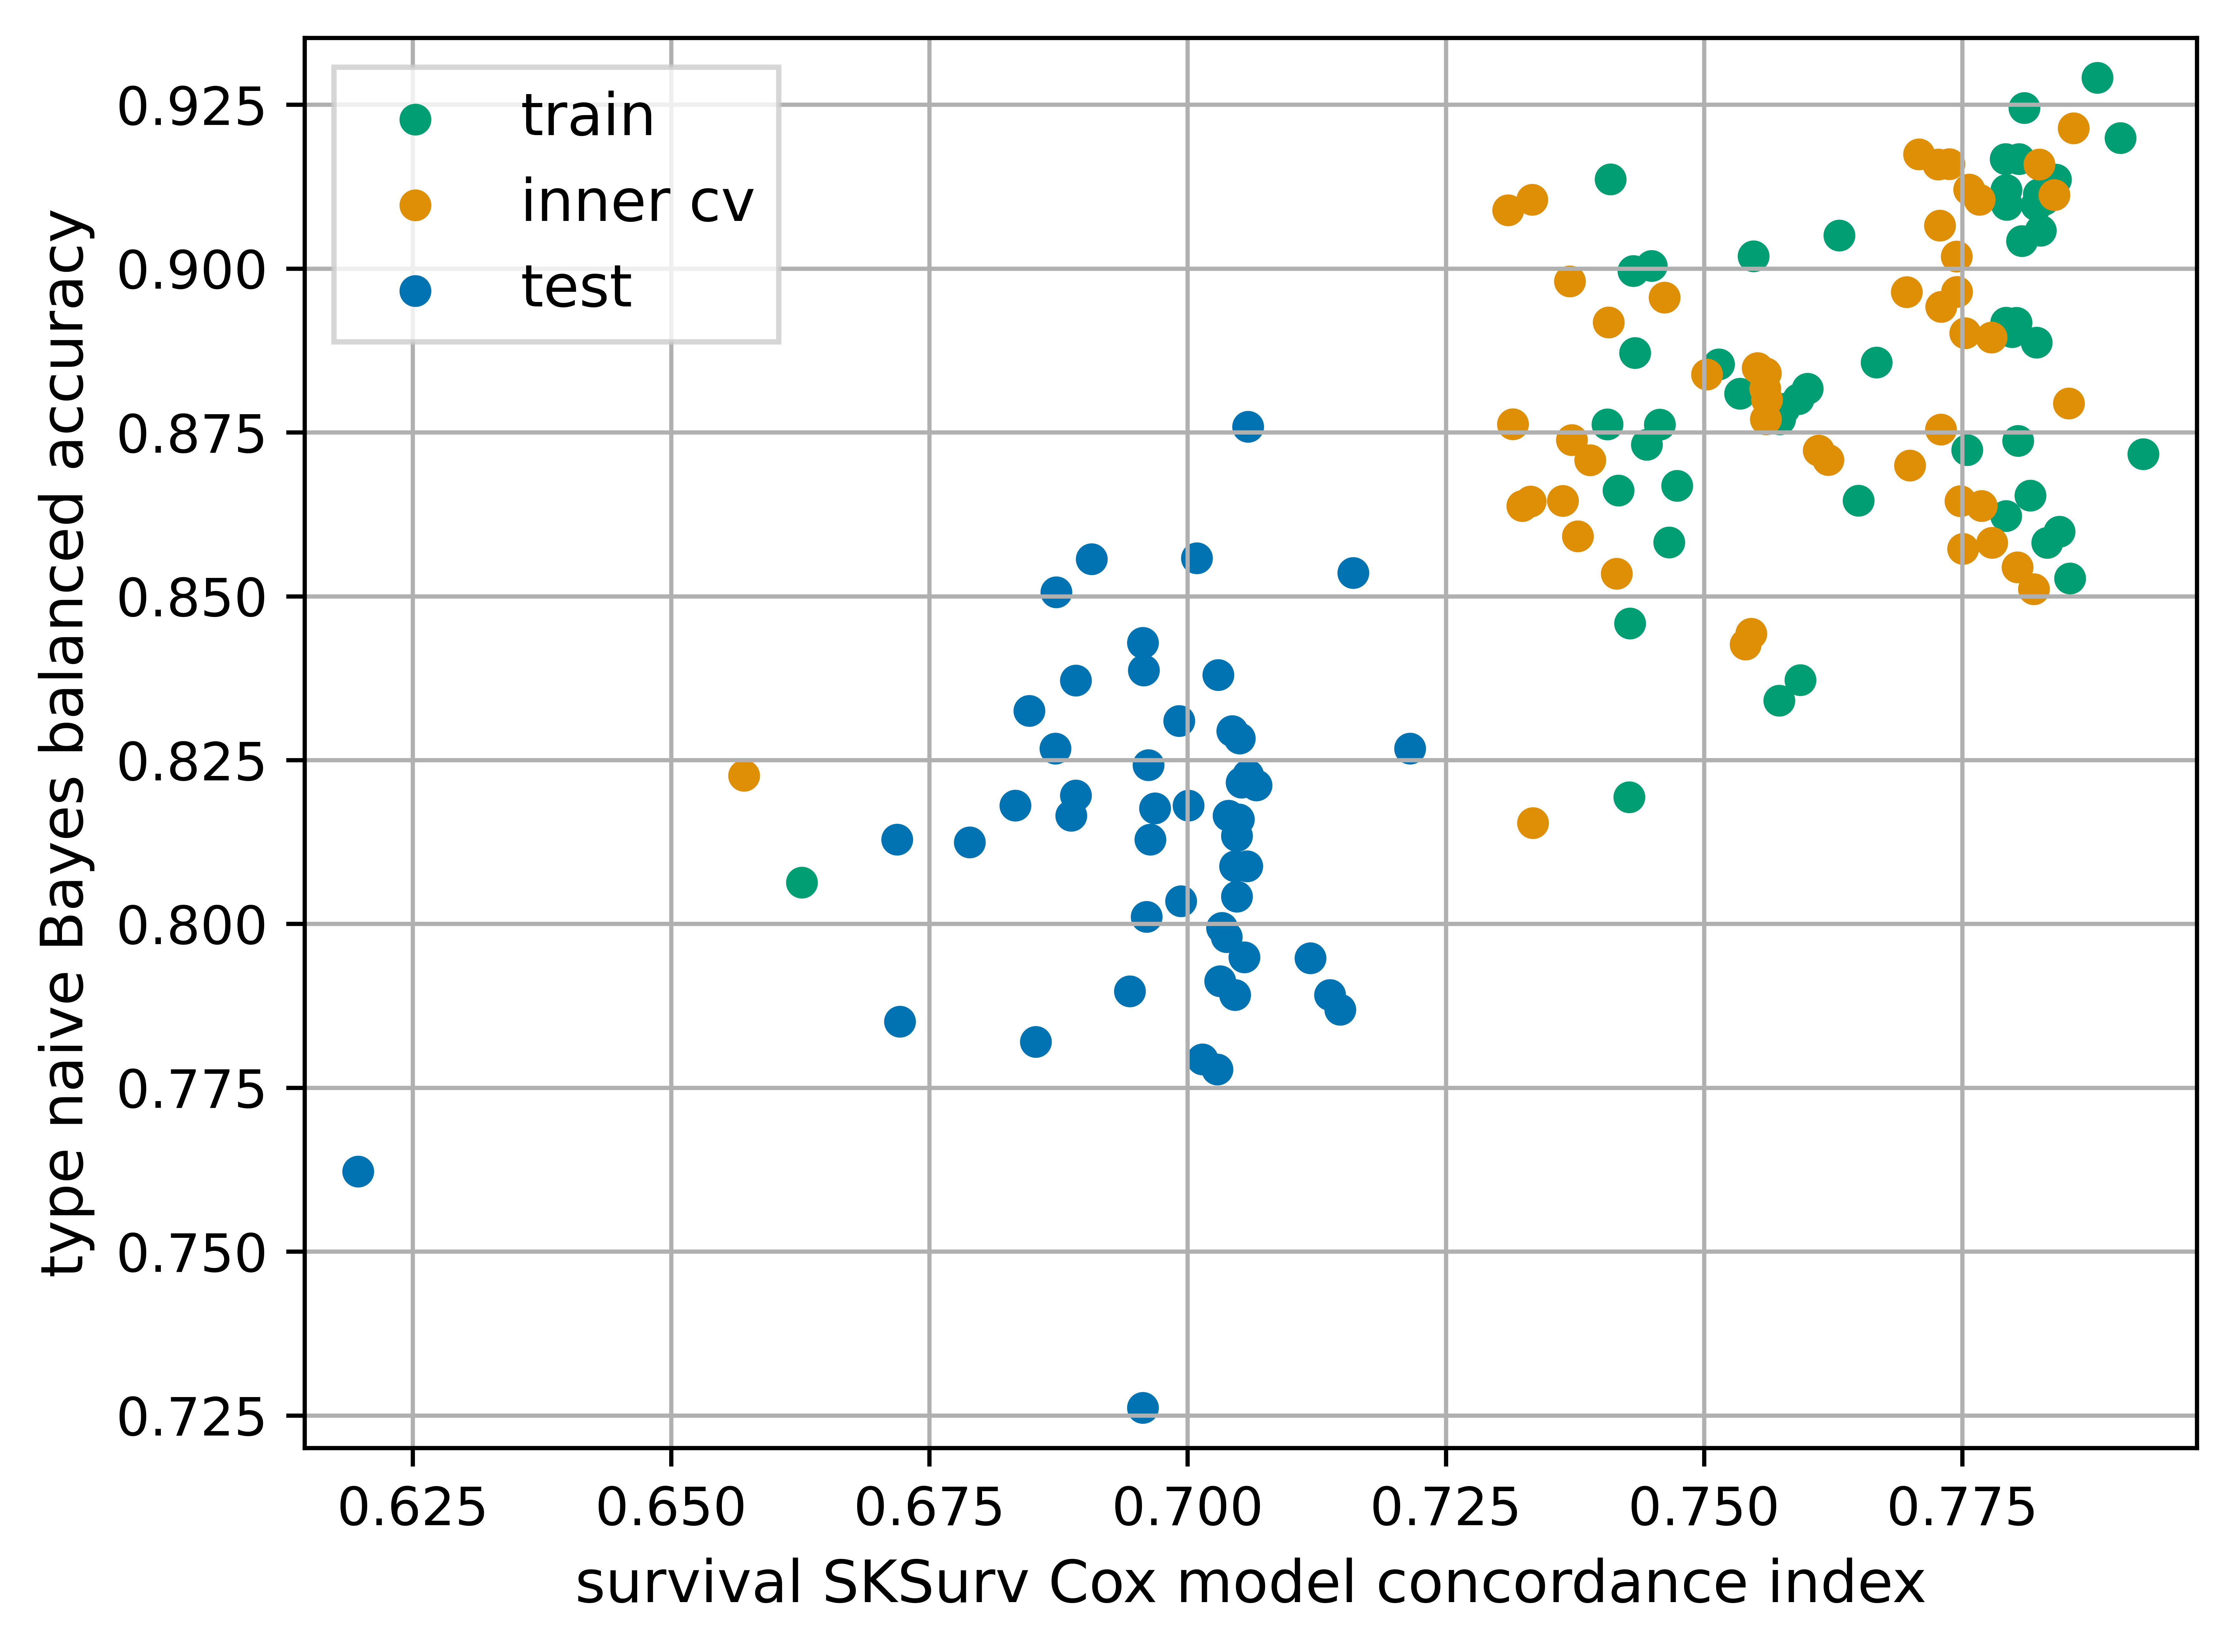 train
inner cv
test
type naive Bayes balanced accuracy
0.925
0.900
0.875
0.850
0.825
0.800
0.775
0.750
0.725
0.625 0.650 0.675 0.700 0.725 0.750 0.775
survival SKSurv Cox model concordance index